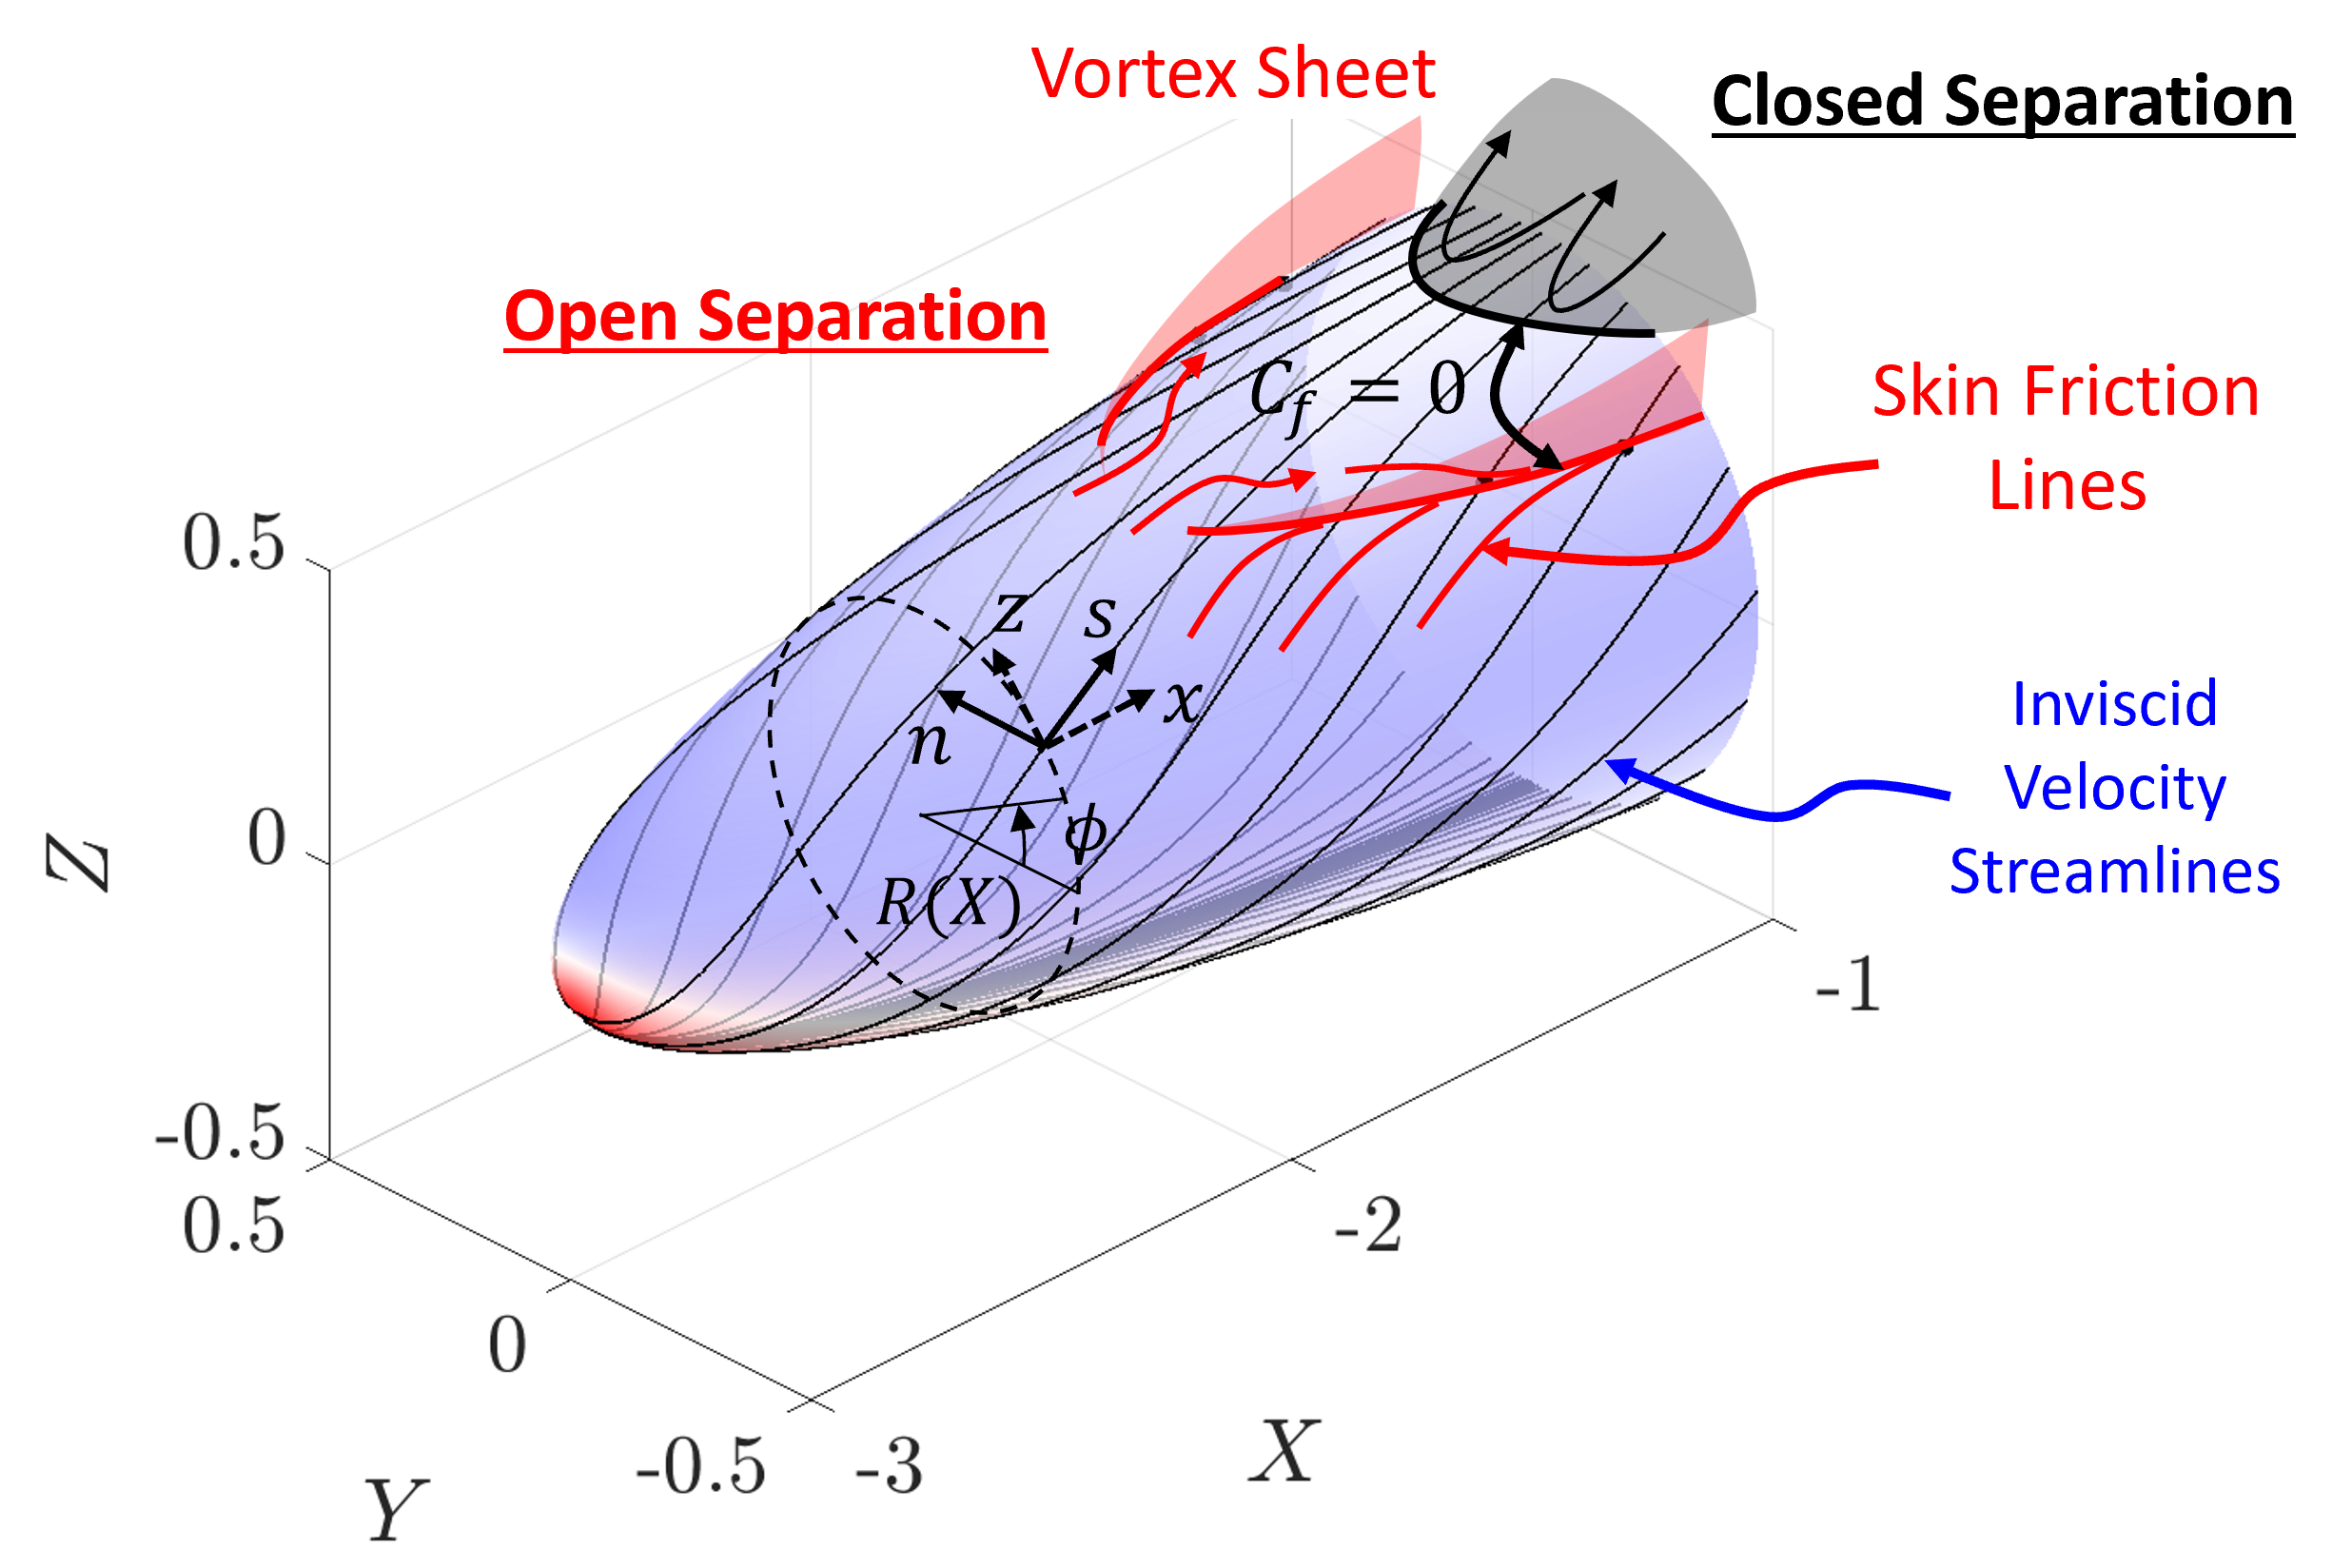 Vortex Sheet
Closed Separation
Open Separation
C_f = 0
Skin Friction
Lines
z
s
x
n
ϕ
R(X)
Inviscid
Velocity
Streamlines
0.5
0
-0.5
Z
0.5
0
-0.5
Y
-3
-2
-1
X